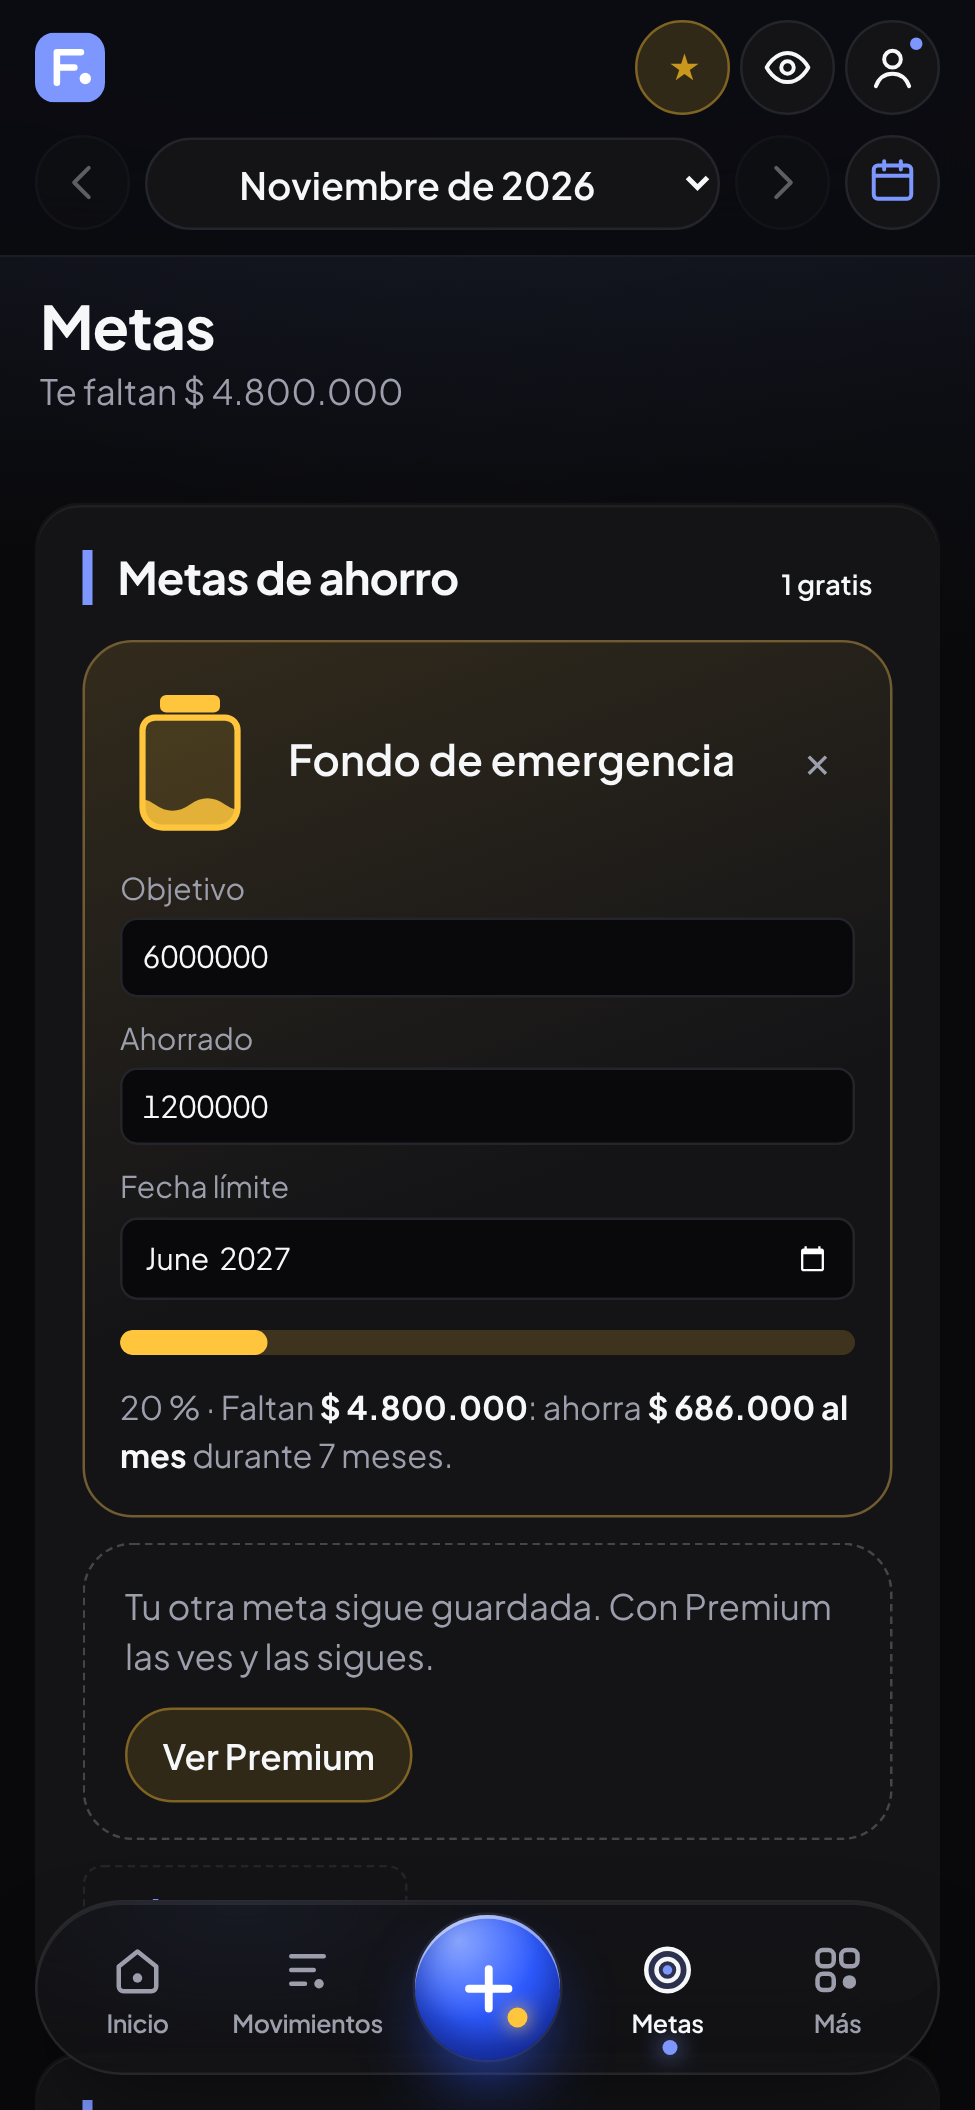 F.
Noviembre de 2026
Metas
Te faltan $ 4.800.000
Metas de ahorro
1 gratis
Fondo de emergencia
Objetivo
6000000
Ahorrado
1200000
Fecha límite
June 2027
20 % · Faltan $ 4.800.000: ahorra $ 686.000 al
mes durante 7 meses.
Tu otra meta sigue guardada. Con Premium
las ves y las sigues.
Ver Premium
Inicio
Movimientos
Metas
Más